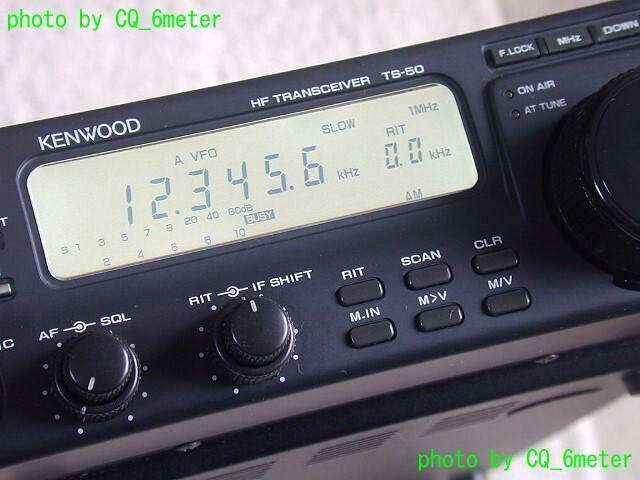 photo by CQ_6meter
F.LOCK MHz DOWN
HF TRANSCEIVER TS-50
ON AIR
AT TUNE
KENWOOD
A VFO SLOW 1MHz
RIT
12.345.6 kHz 0.0 kHz
S 1 3 5 7 9 20 40 60dB BUSY
2 4 6 8 10
ΔM
RIT SCAN CLR
M.IN M>V M/V
RIT IF SHIFT
AF SQL
photo by CQ_6meter